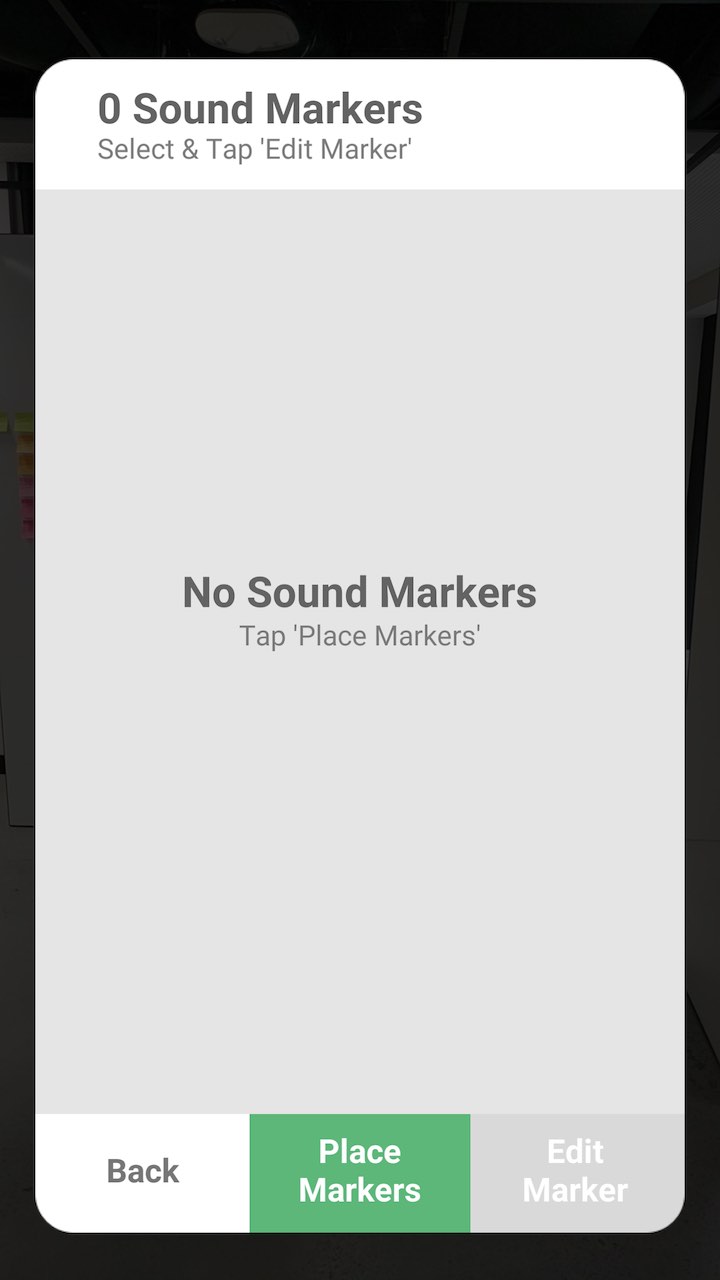 0 Sound Markers
Select & Tap 'Edit Marker'
No Sound Markers
Tap 'Place Markers'
Back
Place
Markers
Edit
Marker